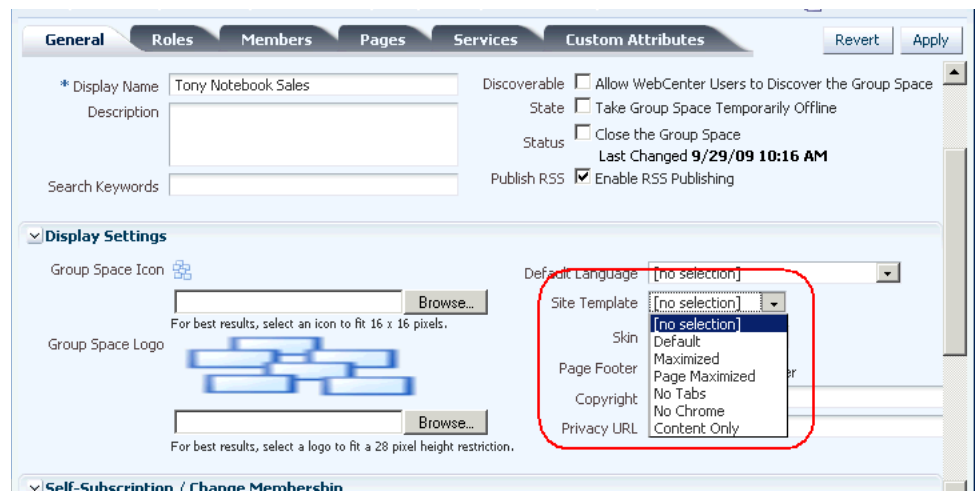 General Roles Members Pages Services Custom Attributes Revert Apply
* Display Name Tony Notebook Sales
Discoverable Allow WebCenter Users to Discover the Group Space
Description
State Take Group Space Temporarily Offline
Status Close the Group Space
Last Changed 9/29/09 10:16 AM
Search Keywords
Publish RSS Enable RSS Publishing
Display Settings
Group Space Icon
Default Language [no selection]
Browse...
Site Template [no selection]
For best results, select an icon to fit 16 x 16 pixels.
[no selection]
Default
Maximized
Page Maximized
No Tabs
No Chrome
Content Only
Skin
Group Space Logo
Page Footer
Copyright
Privacy URL
Browse...
For best results, select a logo to fit a 28 pixel height restriction.
Self-Subscription / Change Membership